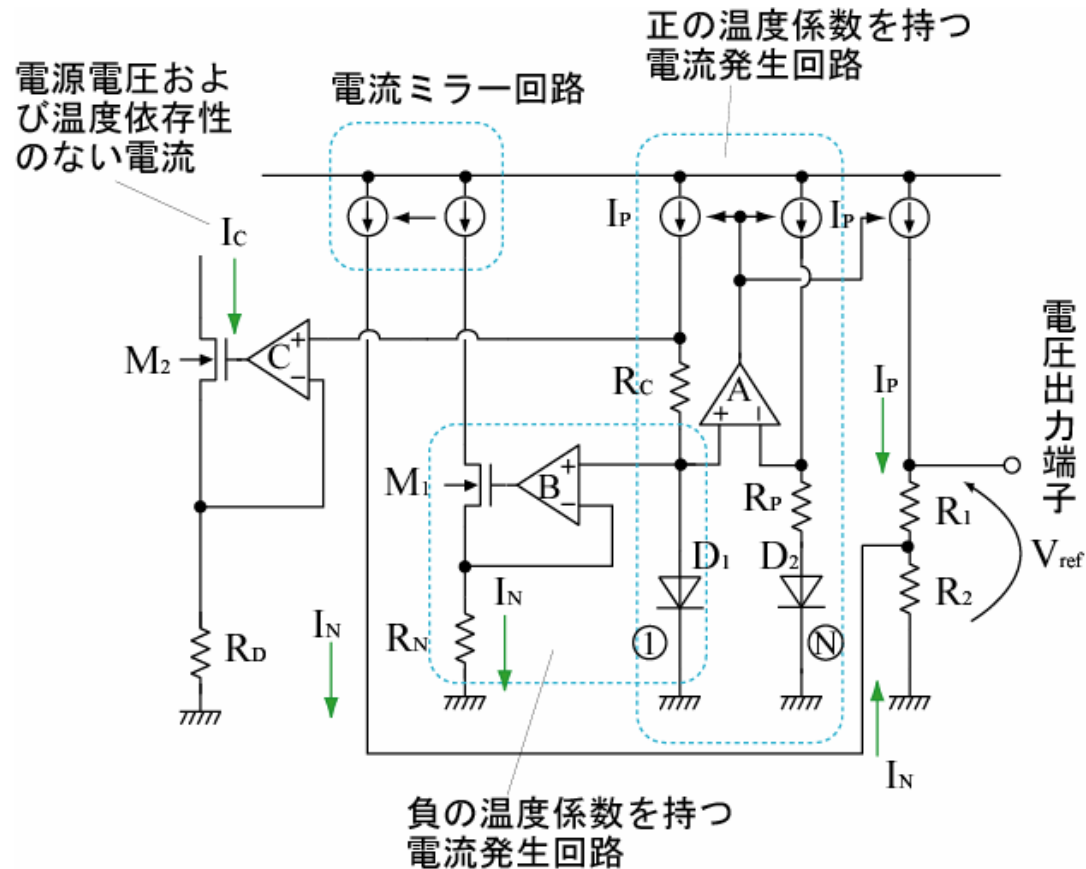 正の温度係数を持つ
電流発生回路
電源電圧およ
び温度依存性
のない電流
電流ミラー回路
IC
IP
IP
M2
C
+
−
RC
A
+
−
IP
電圧出力端子
M1
B
+
−
RP
R1
Vref
D1
D2
R2
IN
RN
IN
RD
①
Ⓝ
IN
負の温度係数を持つ
電流発生回路